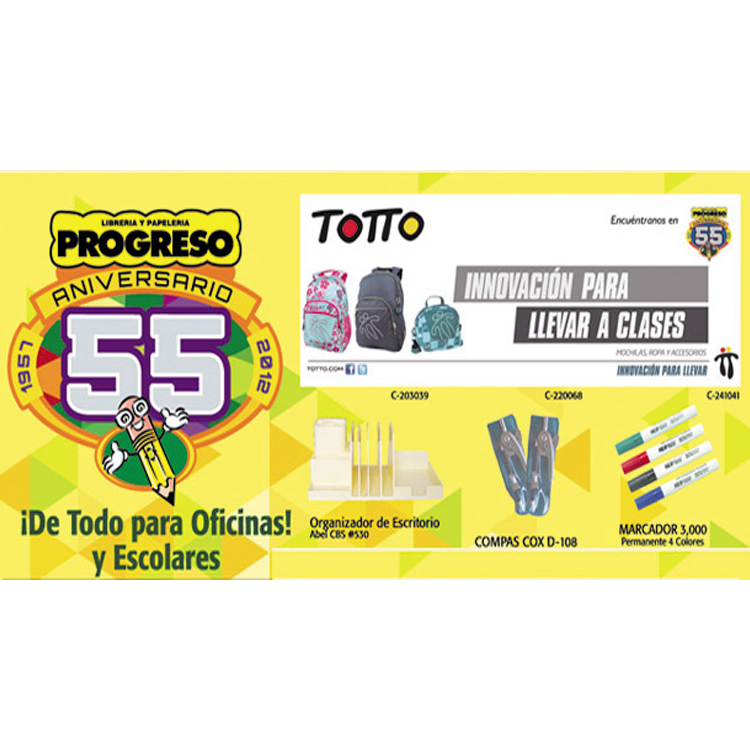 LIBRERIA Y PAPELERIA
PROGRESO
ANIVERSARIO
55
1957
2012
¡De Todo para Oficinas!
y Escolares
TOTTO
Encuéntranos en
PROGRESO
55
INNOVACIÓN PARA
LLEVAR A CLASES
MOCHILAS, ROPA Y ACCESORIOS
TOTTO.COM
INNOVACIÓN PARA LLEVAR
C-203039
C-220068
C-241041
Organizador de Escritorio
Abel CBS #530
COMPAS COX D-108
MARCADOR 3,000
Permanente 4 Colores